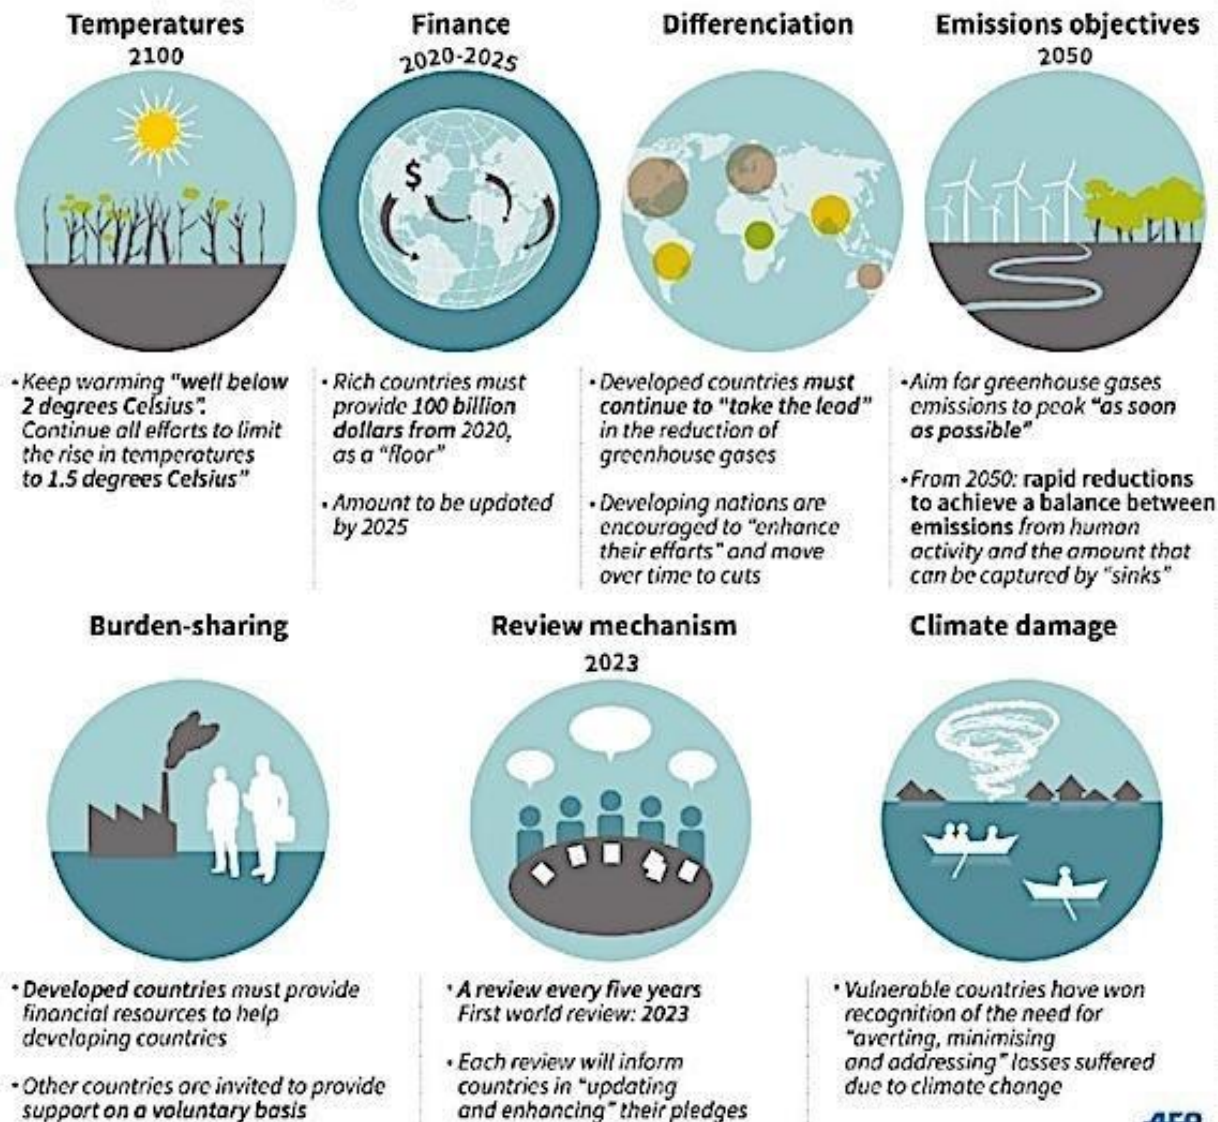 Temperatures
2100
Finance
2020-2025
Differenciation
Emissions objectives
2050
$
• Keep warming "well below
2 degrees Celsius".
Continue all efforts to limit
the rise in temperatures
to 1.5 degrees Celsius"
• Rich countries must
provide 100 billion
dollars from 2020,
as a "floor"
• Amount to be updated
by 2025
• Developed countries must
continue to "take the lead"
in the reduction of
greenhouse gases
• Developing nations are
encouraged to "enhance
their efforts" and move
over time to cuts
• Aim for greenhouse gases
emissions to peak "as soon
as possible"
• From 2050: rapid reductions
to achieve a balance between
emissions from human
activity and the amount that
can be captured by "sinks"
Burden-sharing
Review mechanism
2023
Climate damage
• Developed countries must provide
financial resources to help
developing countries
• Other countries are invited to provide
support on a voluntary basis
• A review every five years
First world review: 2023
• Each review will inform
countries in "updating
and enhancing" their pledges
• Vulnerable countries have won
recognition of the need for
"averting, minimising
and addressing" losses suffered
due to climate change
AFP